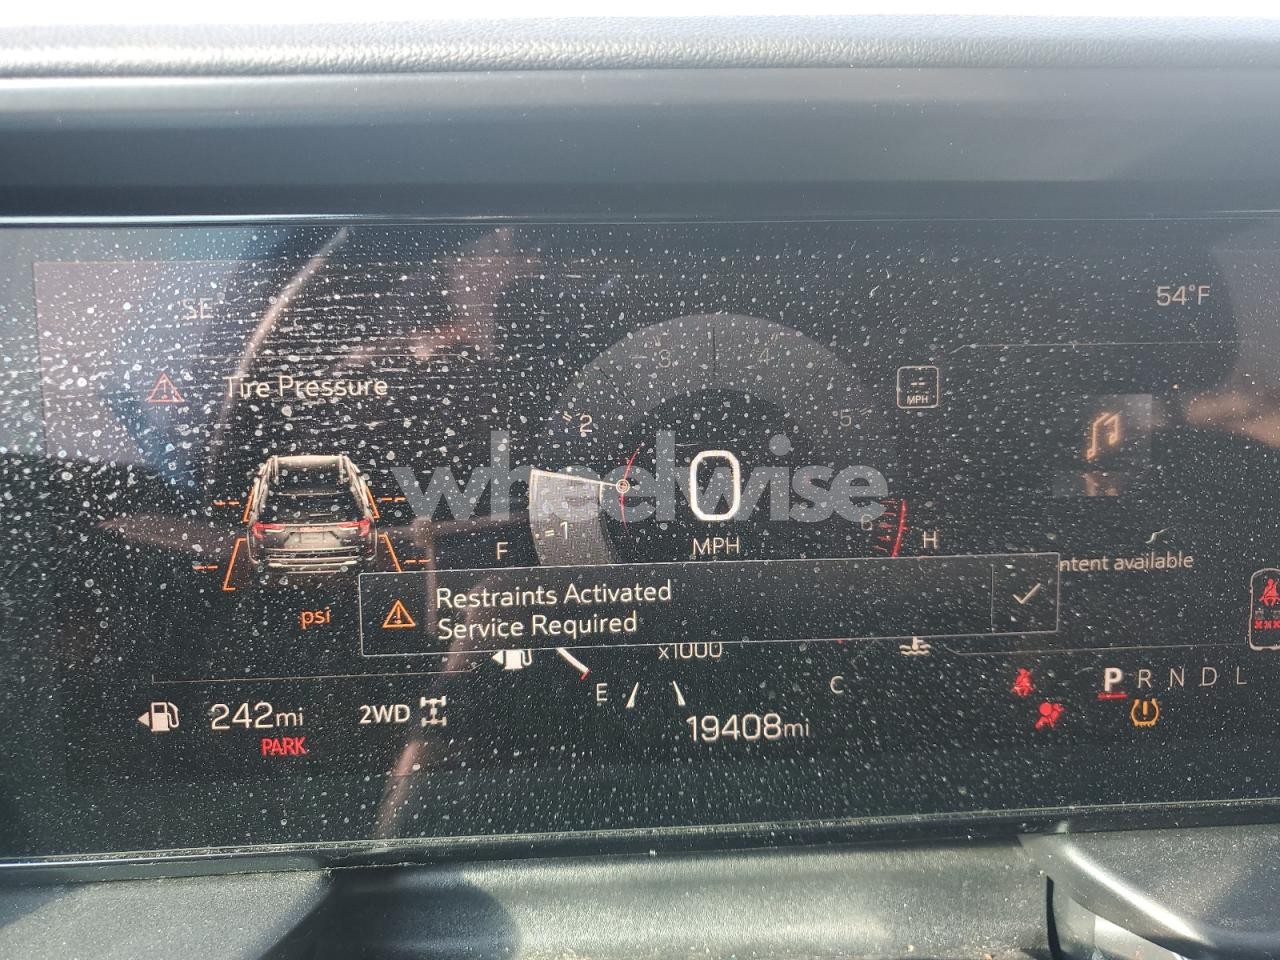 SE
54°F
Tire Pressure
-- MPH
3
4
2
5
1
6
0
MPH
F
H
ntent available
Restraints Activated
Service Required
psi
x1000
E
C
P R N D L
242mi
2WD
19408mi
PARK
wheelwise